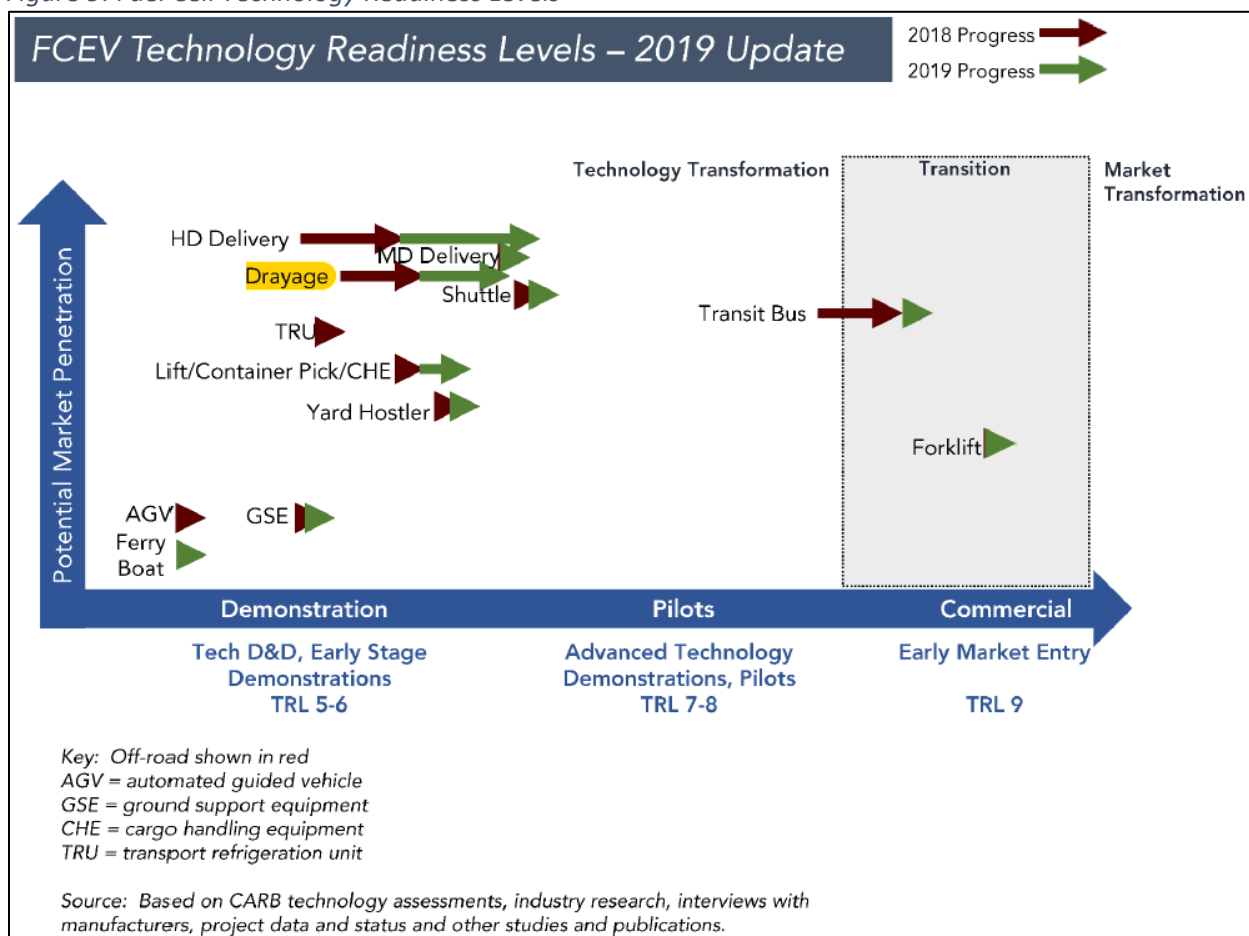 FCEV Technology Readiness Levels – 2019 Update
2018 Progress
2019 Progress
Technology Transformation
Transition
Market
Transformation
Potential Market Penetration
HD Delivery
MD Delivery
Drayage
Shuttle
TRU
Transit Bus
Lift/Container Pick/CHE
Yard Hostler
Forklift
AGV
GSE
Ferry
Boat
Demonstration
Pilots
Commercial
Tech D&D, Early Stage
Demonstrations
TRL 5-6
Advanced Technology
Demonstrations, Pilots
TRL 7-8
Early Market Entry
TRL 9
Key: Off-road shown in red
AGV = automated guided vehicle
GSE = ground support equipment
CHE = cargo handling equipment
TRU = transport refrigeration unit
Source: Based on CARB technology assessments, industry research, interviews with
manufacturers, project data and status and other studies and publications.